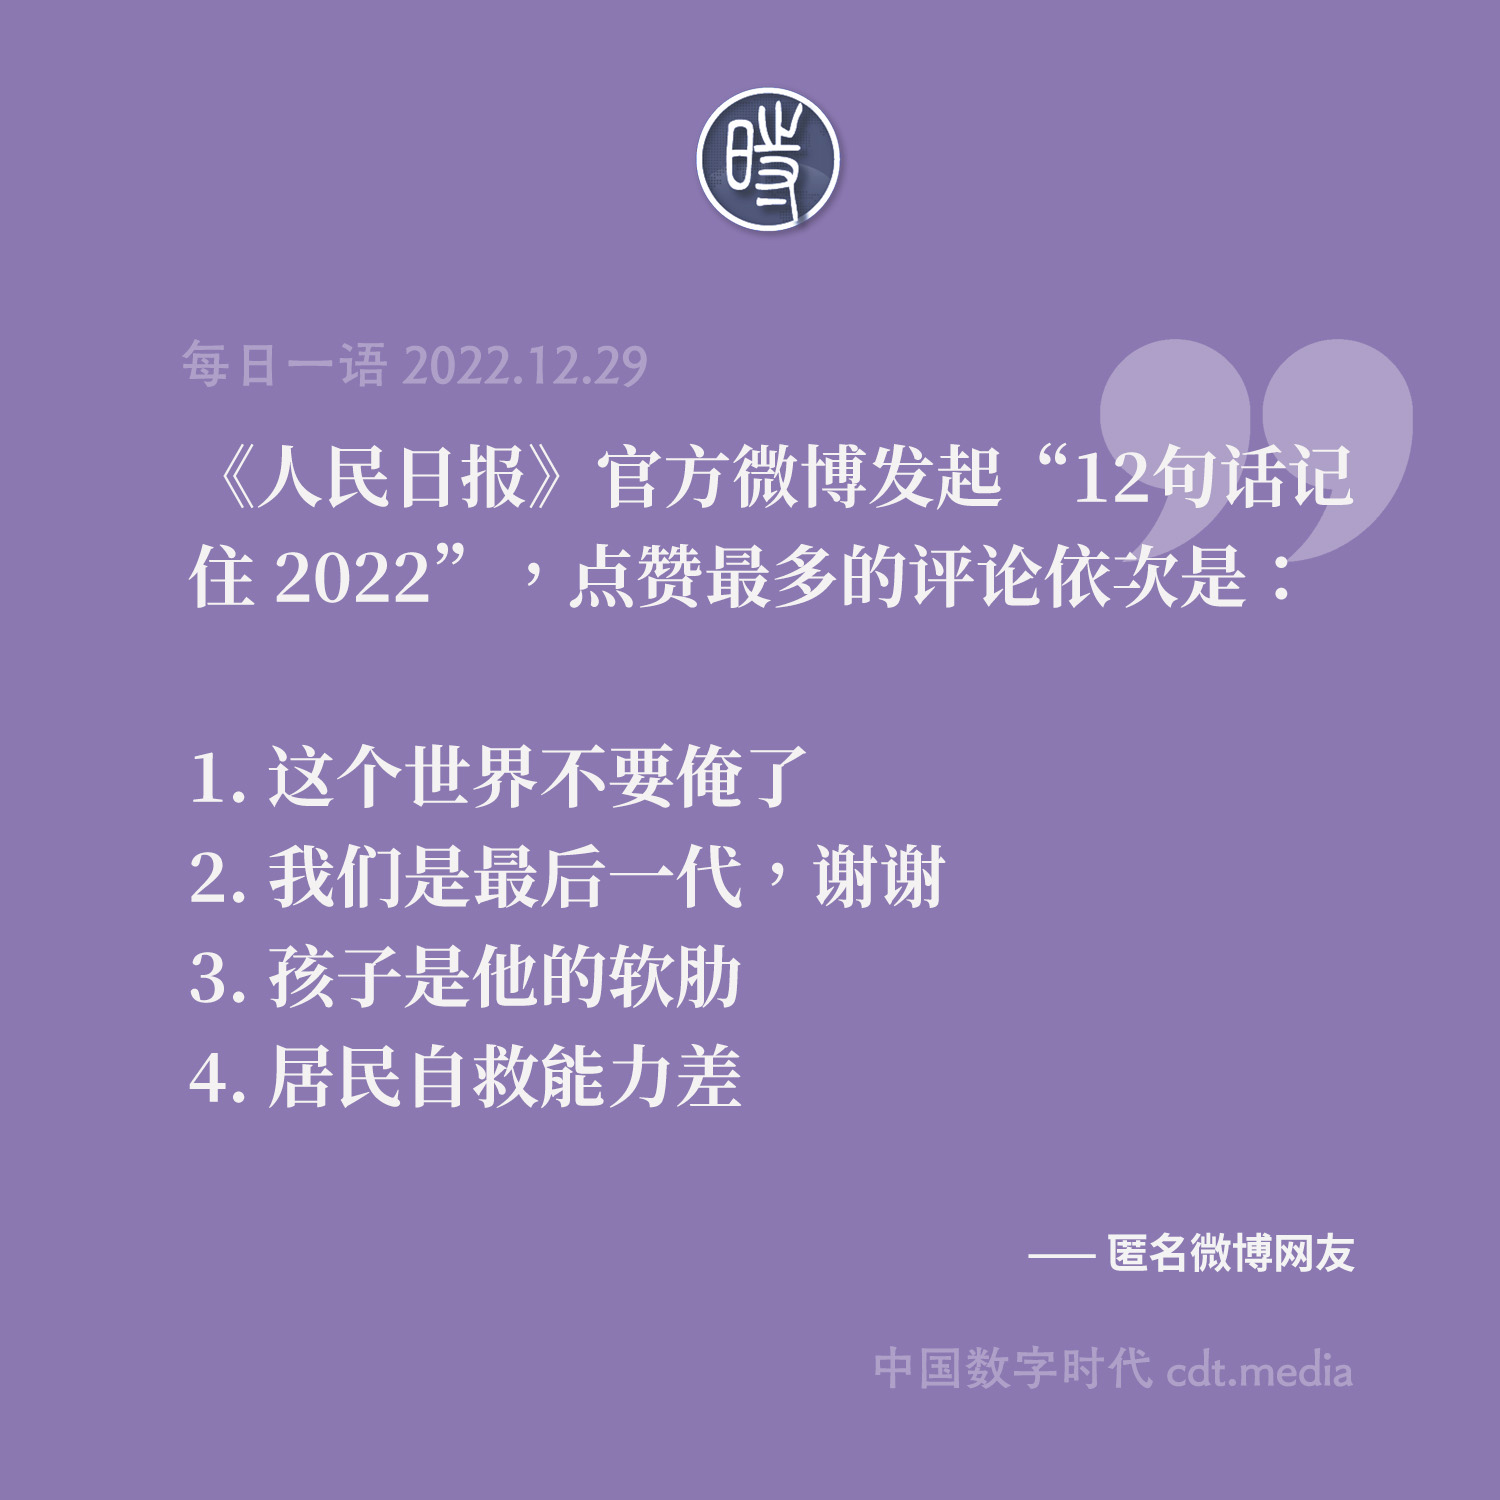 時
每日一语 2022.12.29
《人民日报》官方微博发起“12句话记
住 2022”，点赞最多的评论依次是：
1. 这个世界不要俺了
2. 我们是最后一代，谢谢
3. 孩子是他的软肋
4. 居民自救能力差
—— 匿名微博网友
中国数字时代 cdt.media